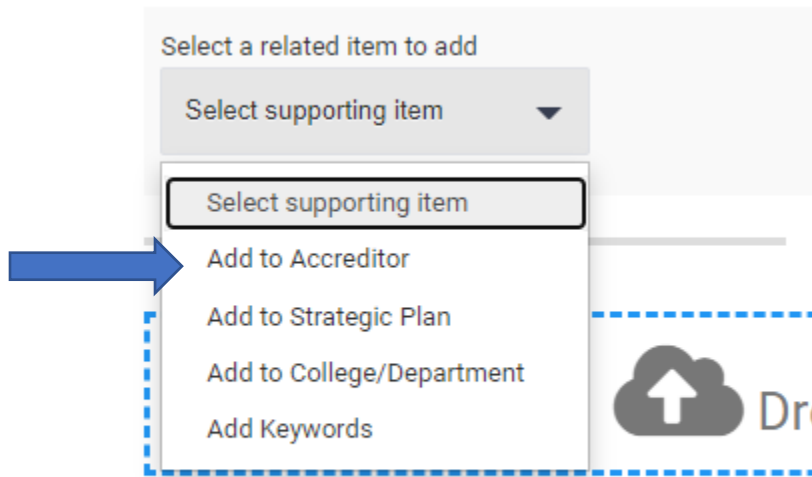 Select a related item to add
Select supporting item
Select supporting item
Add to Accreditor
Add to Strategic Plan
Add to College/Department
Add Keywords